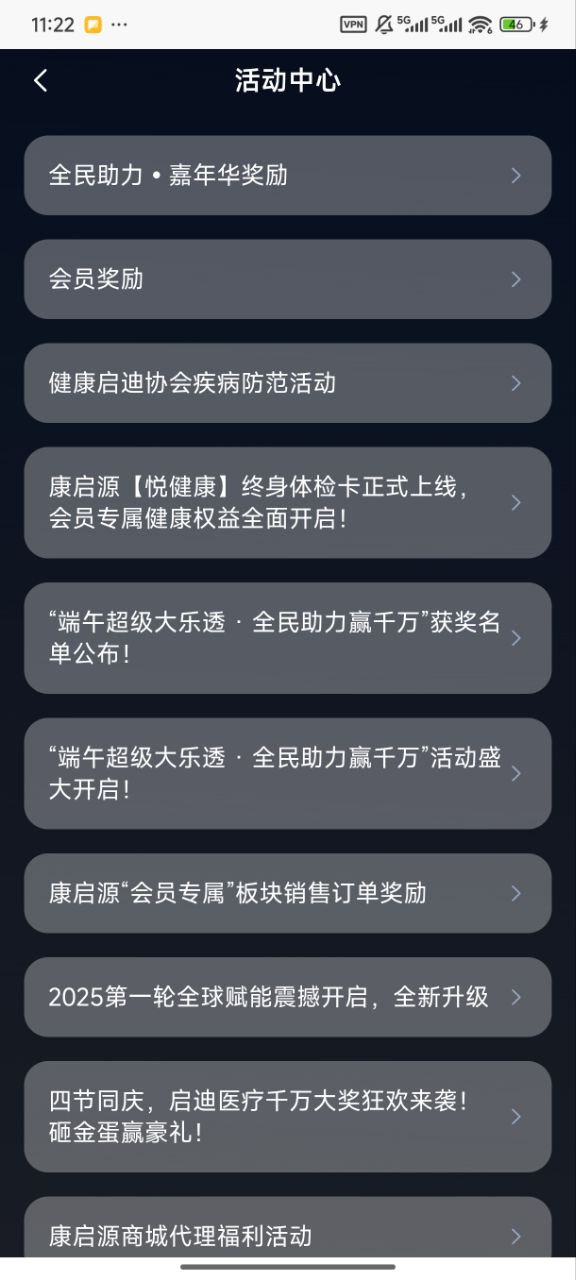 11:22
VPN 5G 5G 6 46
活动中心
全民助力 • 嘉年华奖励
会员奖励
健康启迪协会疾病防范活动
康启源【悦健康】终身体检卡正式上线，
会员专属健康权益全面开启！
“端午超级大乐透 · 全民助力赢千万”获奖名
单公布！
“端午超级大乐透 · 全民助力赢千万”活动盛
大开启！
康启源“会员专属”板块销售订单奖励
2025第一轮全球赋能震撼开启，全新升级
四节同庆，启迪医疗千万大奖狂欢来袭！
砸金蛋赢豪礼！
康启源商城代理福利活动